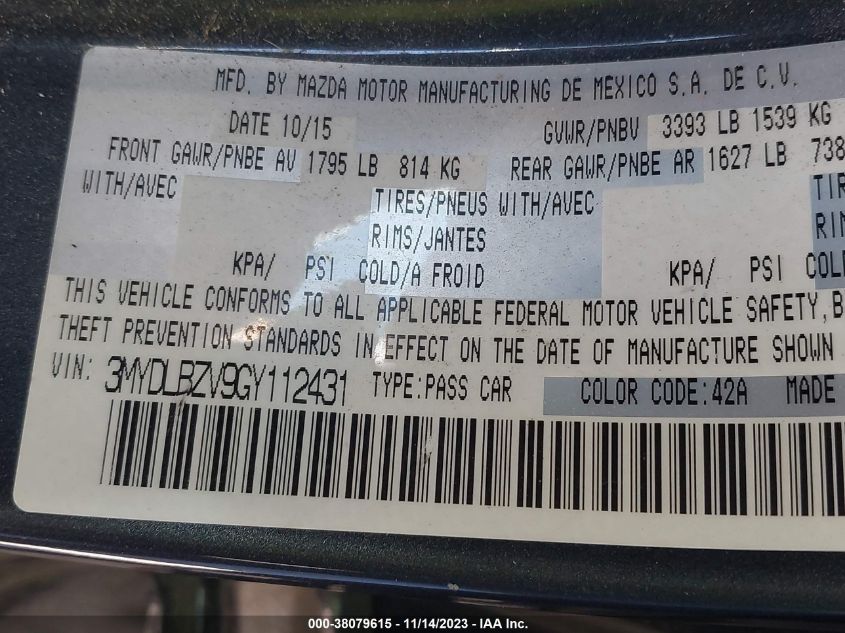 MFD. BY MAZDA MOTOR MANUFACTURING DE MEXICO S.A. DE C.V.
DATE 10/15 GVWR/PNBV 3393 LB 1539 KG
FRONT GAWR/PNBE AV 1795 LB 814 KG REAR GAWR/PNBE AR 1627 LB 738
WITH/AVEC TIRES/PNEUS WITH/AVEC TIRE
RIMS/JANTES RIM
KPA/ PSI COLD/A FROID KPA/ PSI COLD
THIS VEHICLE CONFORMS TO ALL APPLICABLE FEDERAL MOTOR VEHICLE SAFETY, B
THEFT PREVENTION STANDARDS IN EFFECT ON THE DATE OF MANUFACTURE SHOWN
VIN: 3MYDLBZV9GY112431 TYPE:PASS CAR COLOR CODE:42A MADE
000-38079615 - 11/14/2023 - IAA Inc.